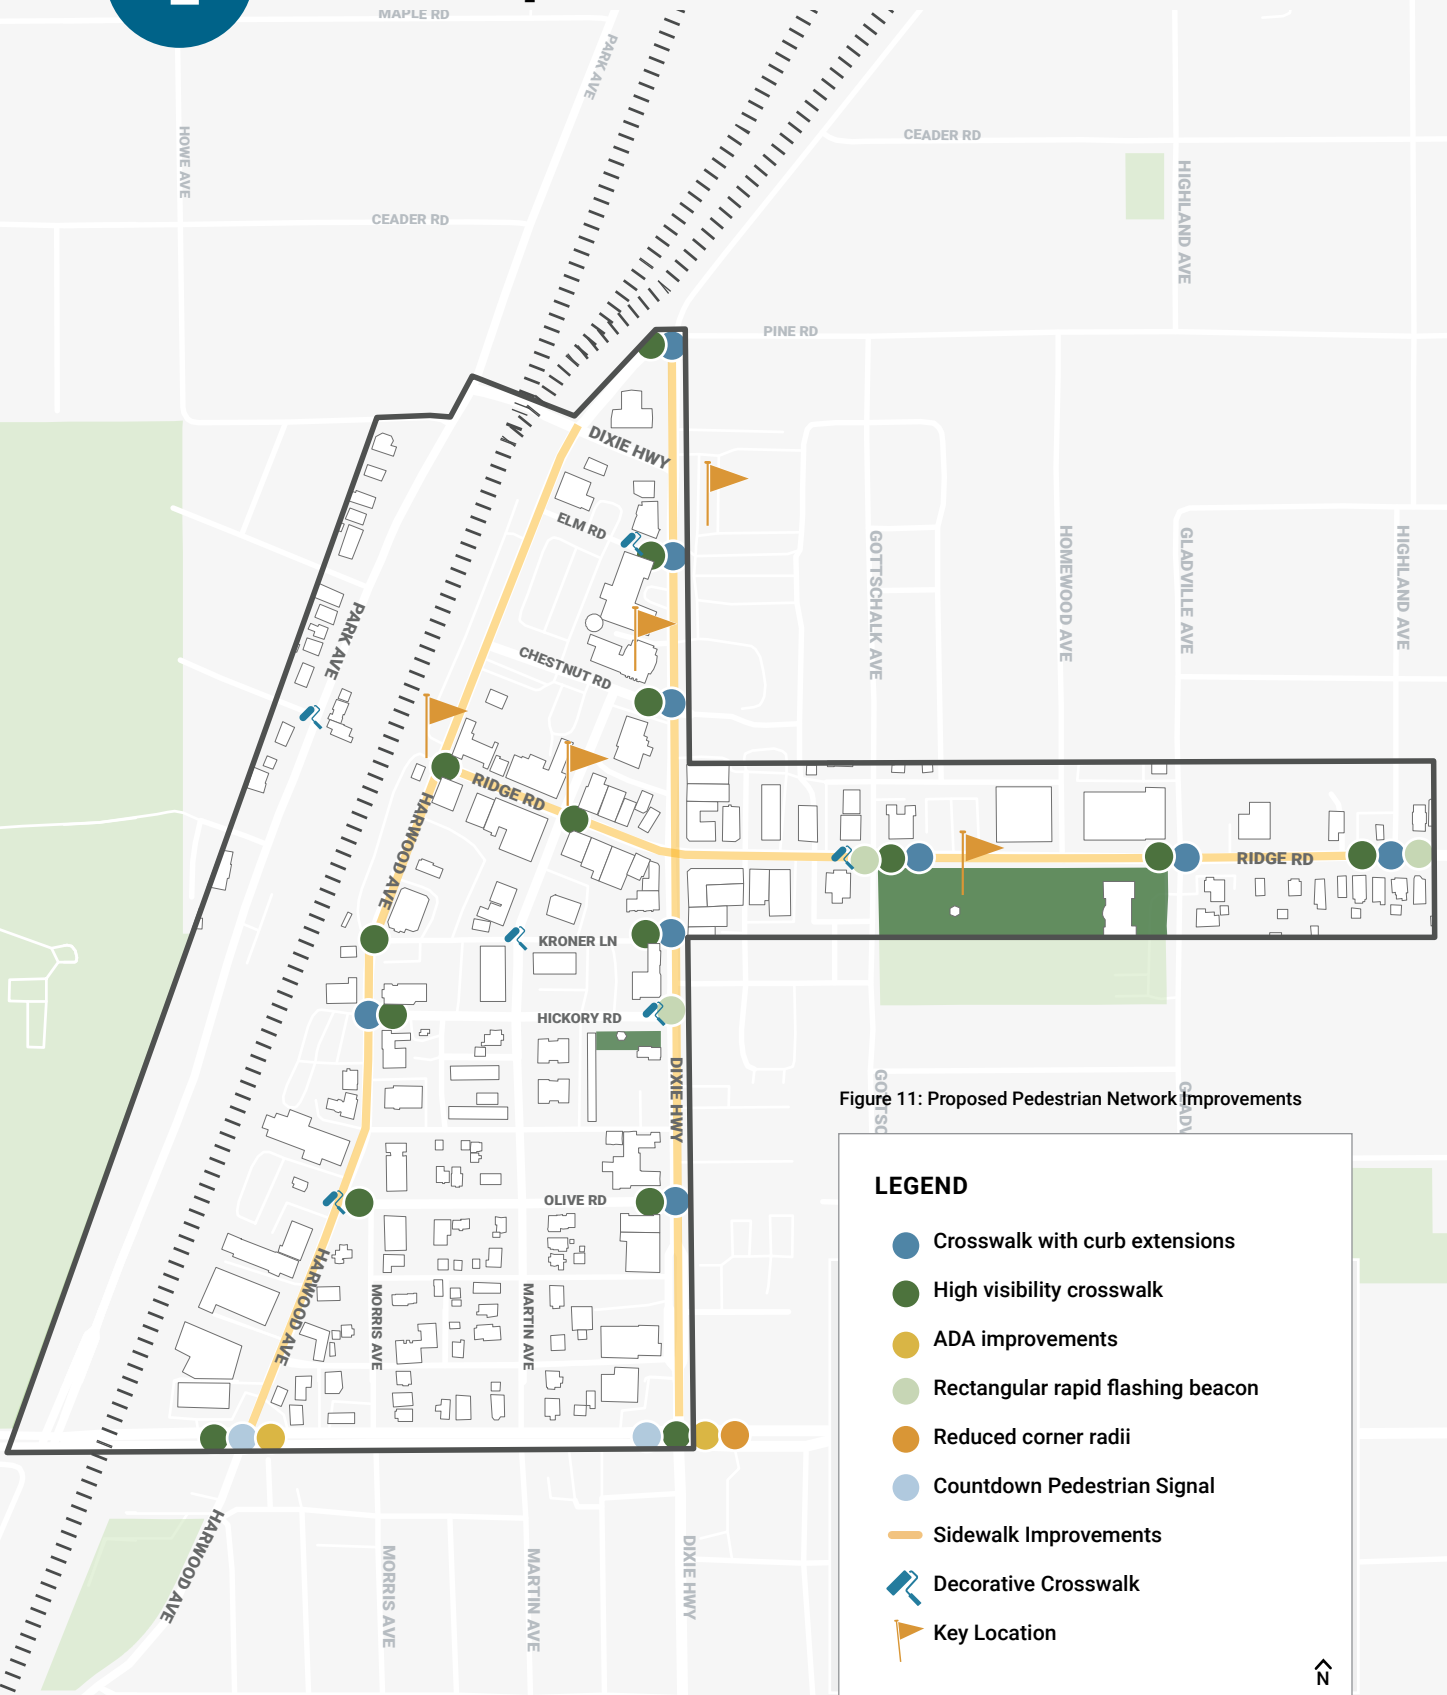 MAPLE RD
PARK AVE
HOWE AVE
CEADER RD
HIGHLAND AVE
CEADER RD
PINE RD
DIXIE HWY
ELM RD
GOTTSCHALK AVE
HOMEWOOD AVE
GLADVILLE AVE
HIGHLAND AVE
PARK AVE
CHESTNUT RD
RIDGE RD
HARWOOD AVE
RIDGE RD
KRONER LN
HICKORY RD
DIXIE HWY
GOTTSC
GLADV
Figure 11: Proposed Pedestrian Network Improvements
OLIVE RD
HARWOOD AVE
MORRIS AVE
MARTIN AVE
LEGEND
Crosswalk with curb extensions
High visibility crosswalk
ADA improvements
Rectangular rapid flashing beacon
Reduced corner radii
Countdown Pedestrian Signal
Sidewalk Improvements
Decorative Crosswalk
Key Location
N
HARWOOD AVE
MORRIS AVE
MARTIN AVE
DIXIE HWY